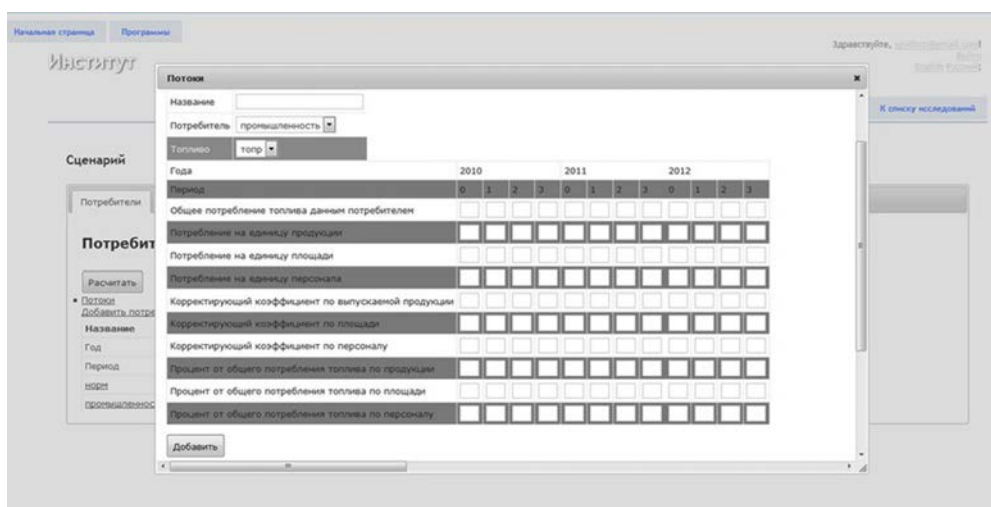 Начальная страница Программы
Здравствуйте,
Институт
English Русский
К списку исследований
Потоки
Название
Потребитель промышленность
Топливо топр
Года 2010 2011 2012
Период 0 1 2 3 0 1 2 3 0 1 2 3
Общее потребление топлива данным потребителем
Потребление на единицу продукции
Потребление на единицу площади
Потребление на единицу персонала
Корректирующий коэффициент по выпускаемой продукции
Корректирующий коэффициент по площади
Корректирующий коэффициент по персоналу
Процент от общего потребления топлива по продукции
Процент от общего потребления топлива по площади
Процент от общего потребления топлива по персоналу
Добавить
Сценарий
Потребители
Потребит
Расчитать
Потоки
Добавить потре
Название
Год
Период
норм
промышленнос